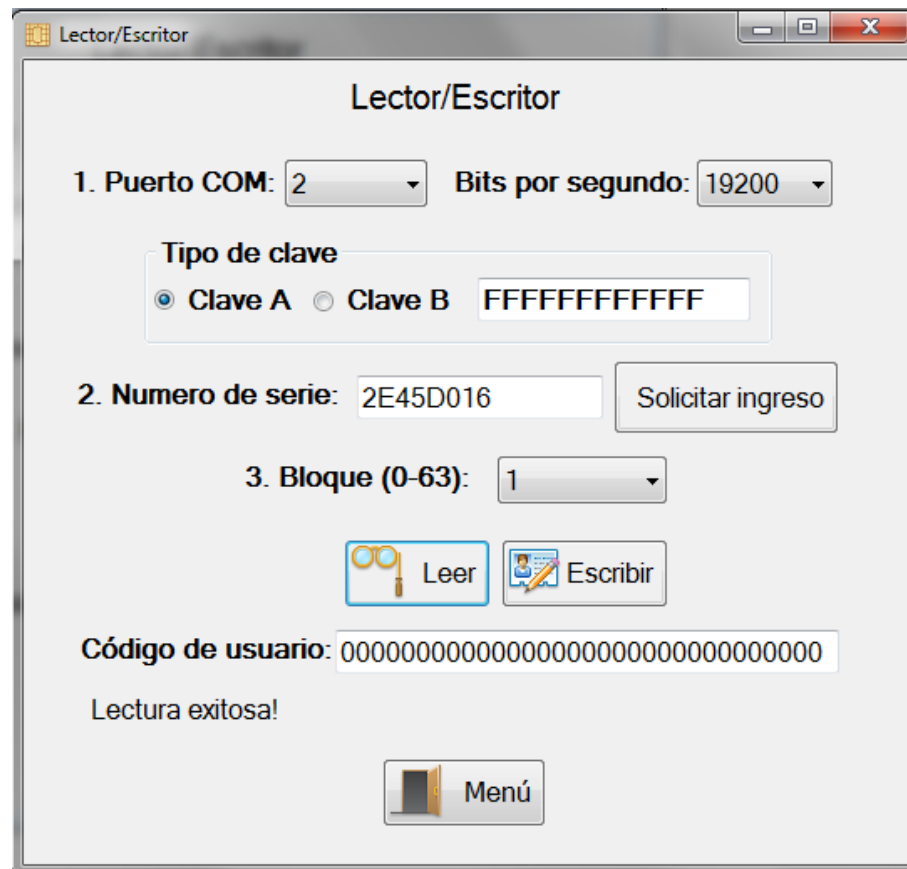 Lector/Escritor
Lector/Escritor
1. Puerto COM: 2 Bits por segundo: 19200
Tipo de clave
Clave A Clave B FFFFFFFFFFFF
2. Numero de serie: 2E45D016 Solicitar ingreso
3. Bloque (0-63): 1
Leer Escribir
Código de usuario: 00000000000000000000000000000000
Lectura exitosa!
Menú